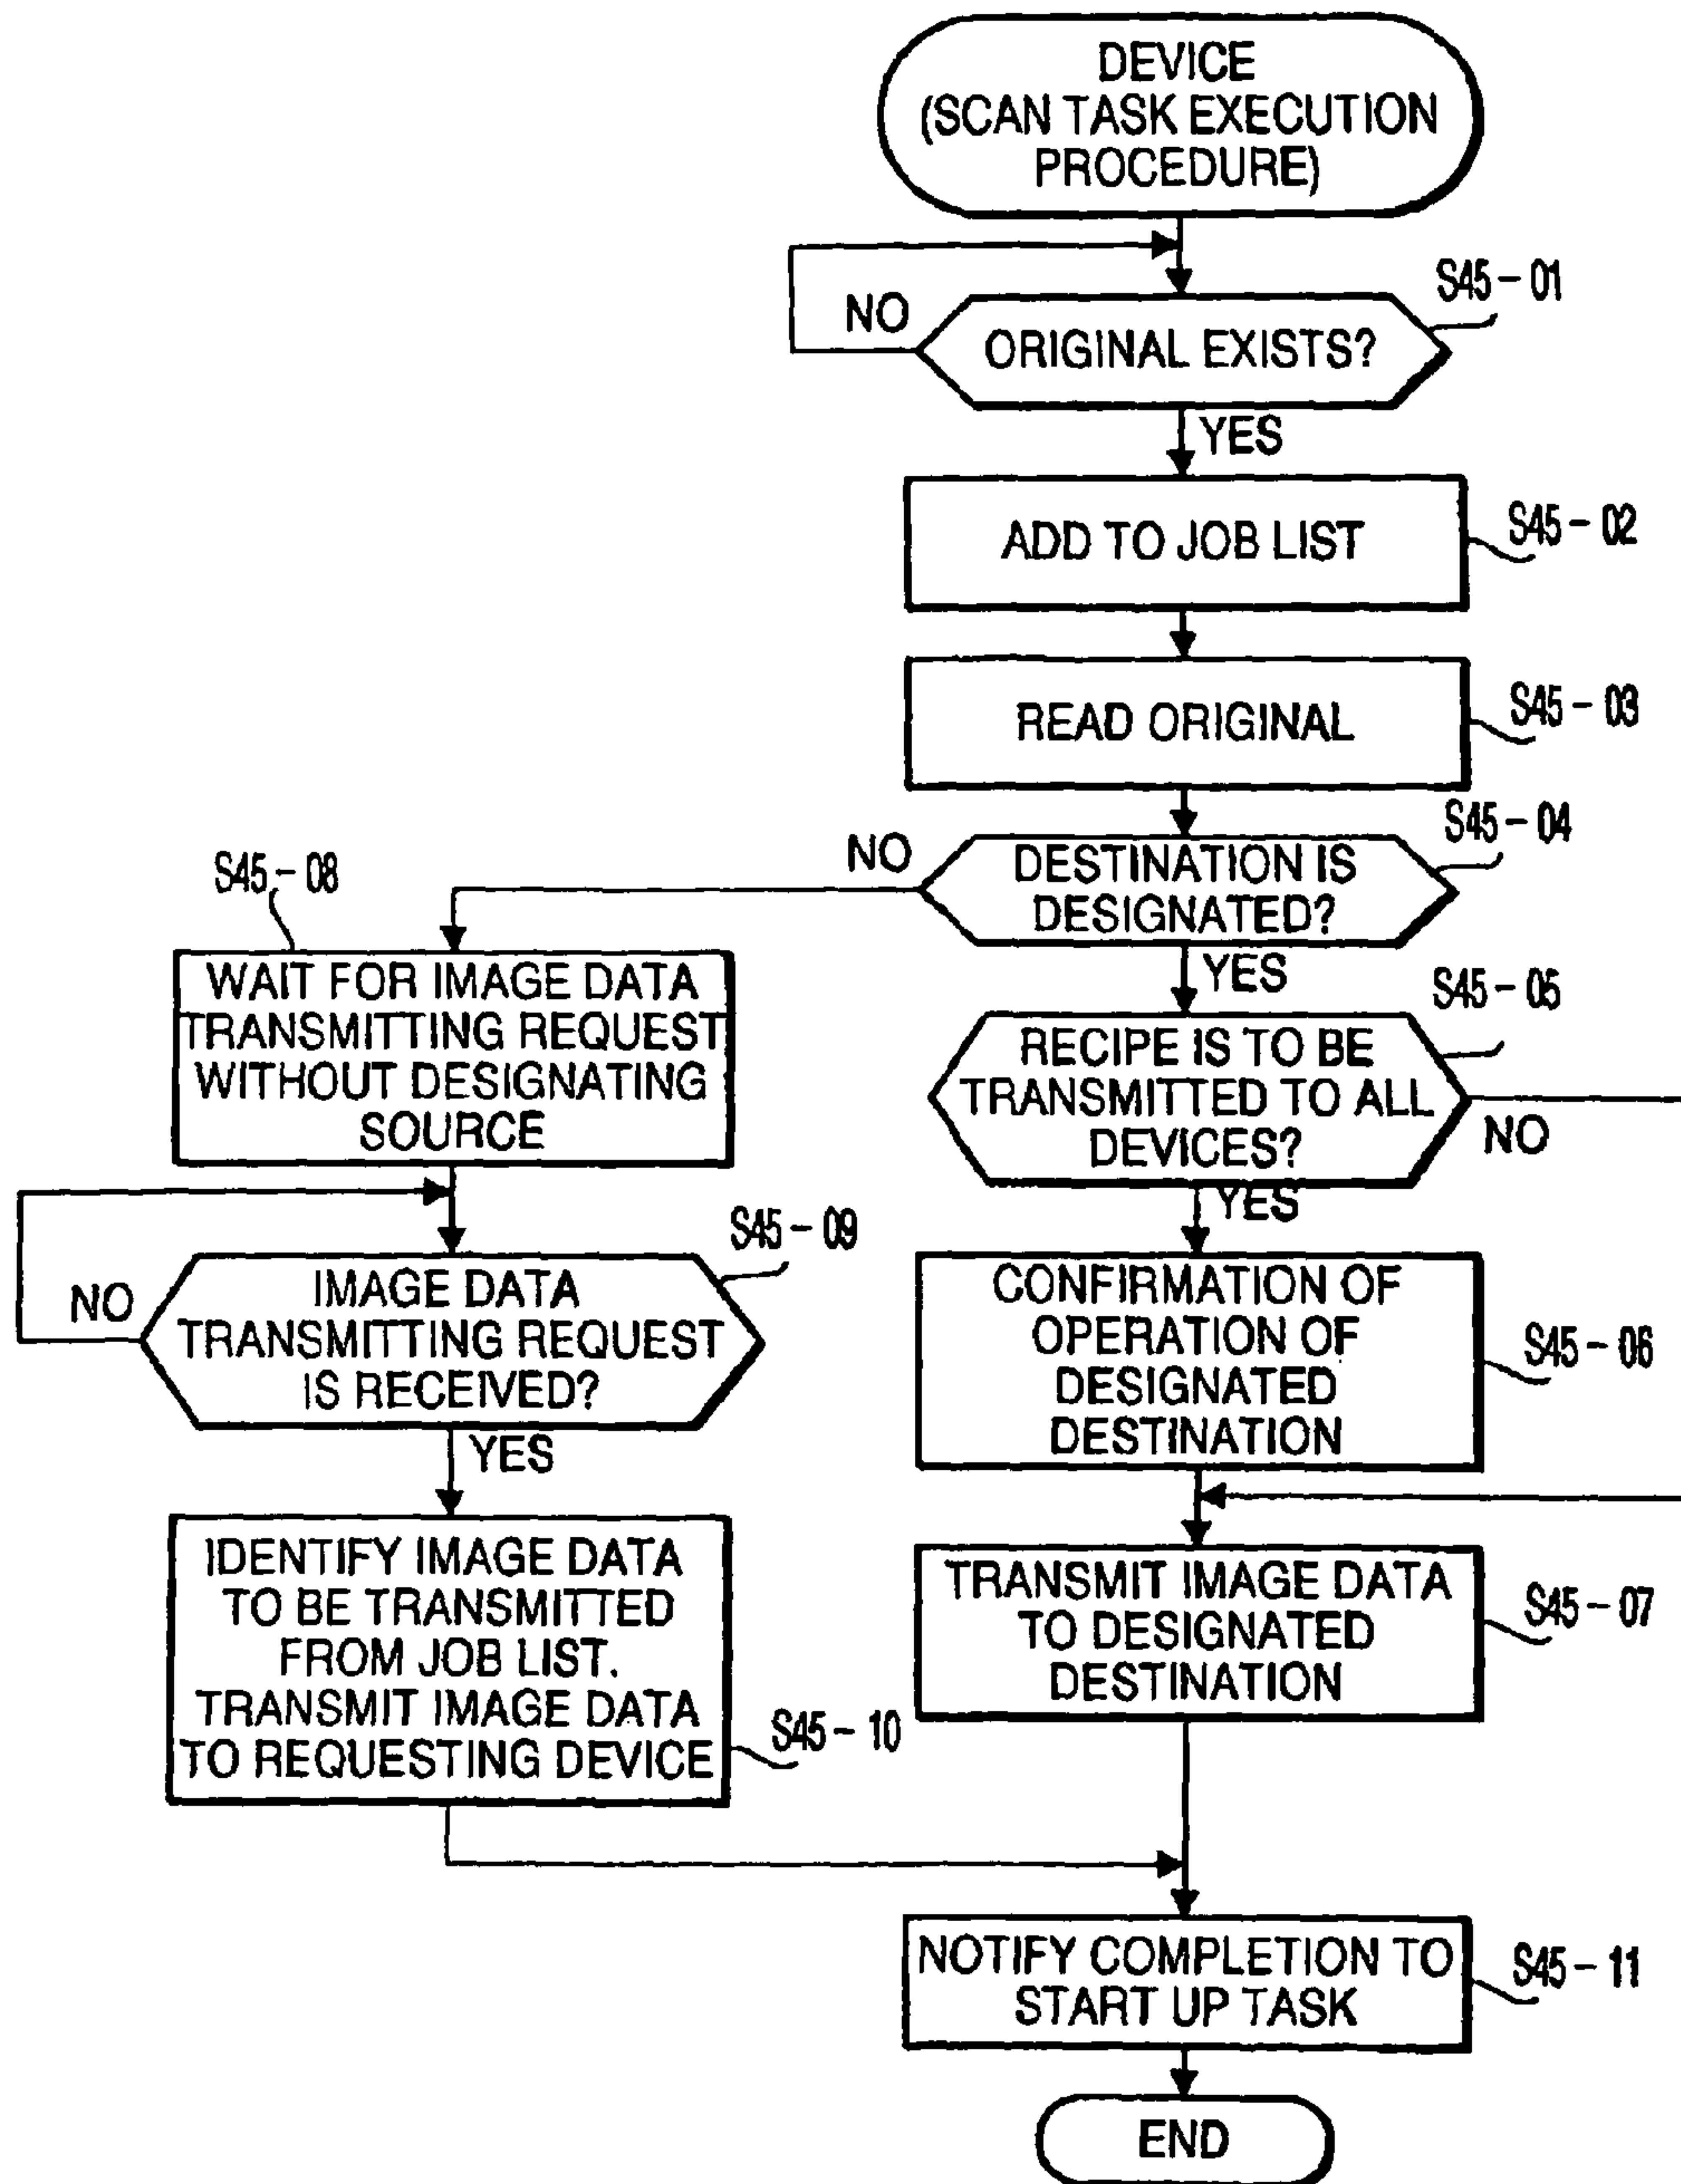 DEVICE
(SCAN TASK EXECUTION
PROCEDURE)
S45-01
NO
ORIGINAL EXISTS?
YES
ADD TO JOB LIST
S45-02
READ ORIGINAL
S45-03
S45-04
NO
DESTINATION IS
DESIGNATED?
YES
S45-05
RECIPE IS TO BE
TRANSMITTED TO ALL
DEVICES?
NO
YES
CONFIRMATION OF
OPERATION OF
DESIGNATED
DESTINATION
S45-06
TRANSMIT IMAGE DATA
TO DESIGNATED
DESTINATION
S45-07
S45-08
WAIT FOR IMAGE DATA
TRANSMITTING REQUEST
WITHOUT DESIGNATING
SOURCE
S45-09
NO
IMAGE DATA
TRANSMITTING REQUEST
IS RECEIVED?
YES
IDENTIFY IMAGE DATA
TO BE TRANSMITTED
FROM JOB LIST.
TRANSMIT IMAGE DATA
TO REQUESTING DEVICE
S45-10
NOTIFY COMPLETION TO
START UP TASK
S45-11
END